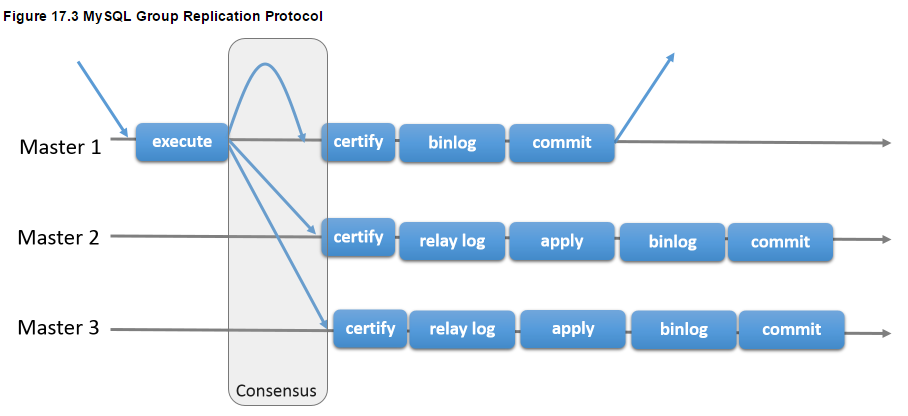 Figure 17.3 MySQL Group Replication Protocol
Master 1
execute
certify
binlog
commit
Master 2
certify
relay log
apply
binlog
commit
Master 3
certify
relay log
apply
binlog
commit
Consensus